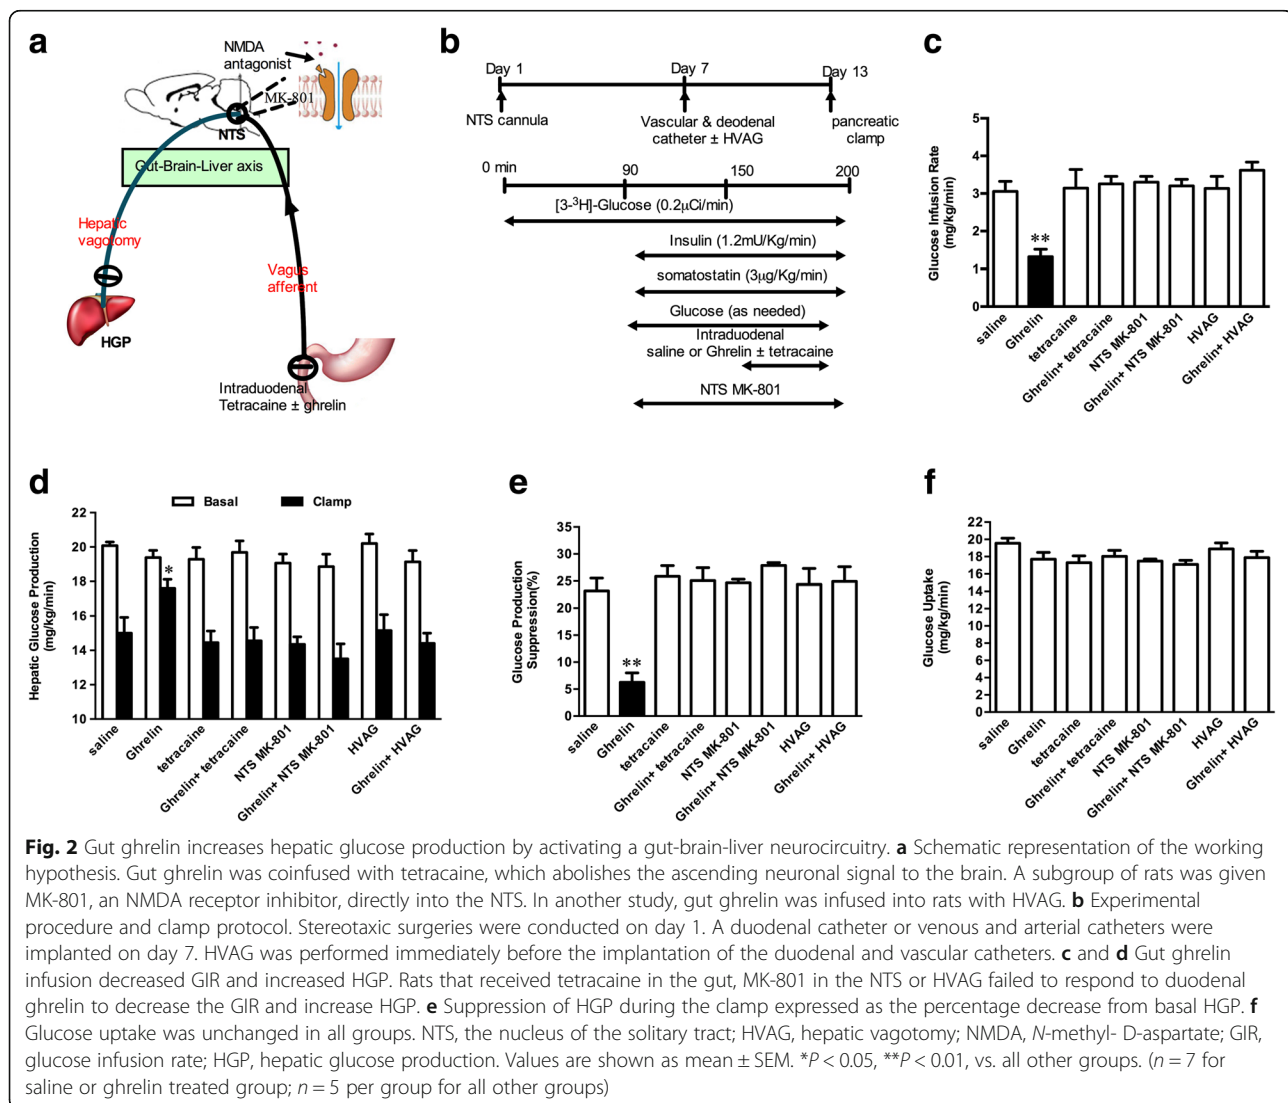 a
NMDA
antagonist
MK-801
NTS
Gut-Brain-Liver axis
Hepatic
vagotomy
Vagus
afferent
HGP
Intraduodenal
Tetracaine ± ghrelin
b
Day 1
Day 7
Day 13
NTS cannula
Vascular & deodenal
catheter ± HVAG
pancreatic
clamp
0 min
90
150
200
[3-³H]-Glucose (0.2μCi/min)
Insulin (1.2mU/Kg/min)
somatostatin (3μg/Kg/min)
Glucose (as needed)
Intraduodenal
saline or Ghrelin ± tetracaine
NTS MK-801
c
Glucose Infusion Rate
(mg/kg/min)
5
4
3
2
1
0
**
saline
Ghrelin
tetracaine
Ghrelin+ tetracaine
NTS MK-801
Ghrelin+ NTS MK-801
HVAG
Ghrelin+ HVAG
d
Basal
Clamp
Hepatic Glucose Production
(mg/kg/min)
22
20
18
16
14
12
10
*
saline
Ghrelin
tetracaine
Ghrelin+ tetracaine
NTS MK-801
Ghrelin+ NTS MK-801
HVAG
Ghrelin+ HVAG
e
Glucose Production
Suppression(%)
35
30
25
20
15
10
5
0
**
saline
Ghrelin
tetracaine
Ghrelin+ tetracaine
NTS MK-801
Ghrelin+ NTS MK-801
HVAG
Ghrelin+ HVAG
f
Glucose Uptake
(mg/kg/min)
22
20
18
16
14
12
10
8
6
4
2
0
saline
Ghrelin
tetracaine
Ghrelin+ tetracaine
NTS MK-801
Ghrelin+ NTS MK-801
HVAG
Ghrelin+ HVAG
Fig. 2 Gut ghrelin increases hepatic glucose production by activating a gut-brain-liver neurocircuitry. a Schematic representation of the working
hypothesis. Gut ghrelin was coinfused with tetracaine, which abolishes the ascending neuronal signal to the brain. A subgroup of rats was given
MK-801, an NMDA receptor inhibitor, directly into the NTS. In another study, gut ghrelin was infused into rats with HVAG. b Experimental
procedure and clamp protocol. Stereotaxic surgeries were conducted on day 1. A duodenal catheter or venous and arterial catheters were
implanted on day 7. HVAG was performed immediately before the implantation of the duodenal and vascular catheters. c and d Gut ghrelin
infusion decreased GIR and increased HGP. Rats that received tetracaine in the gut, MK-801 in the NTS or HVAG failed to respond to duodenal
ghrelin to decrease the GIR and increase HGP. e Suppression of HGP during the clamp expressed as the percentage decrease from basal HGP. f
Glucose uptake was unchanged in all groups. NTS, the nucleus of the solitary tract; HVAG, hepatic vagotomy; NMDA, N-methyl- D-aspartate; GIR,
glucose infusion rate; HGP, hepatic glucose production. Values are shown as mean ± SEM. *P < 0.05, **P < 0.01, vs. all other groups. (n = 7 for
saline or ghrelin treated group; n = 5 per group for all other groups)